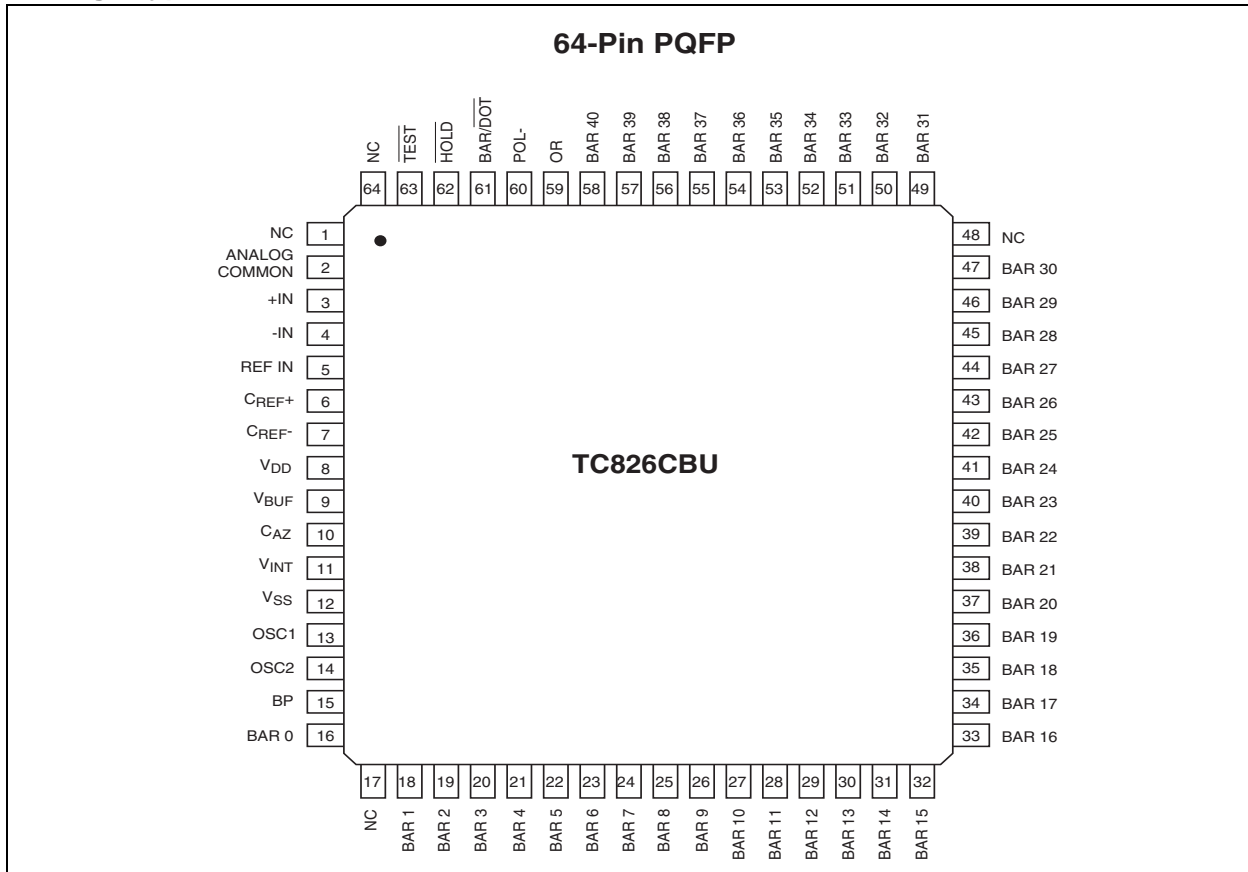 64-Pin PQFP
NC
TEST
HOLD
BAR/DOT
POL-
OR
BAR 40
BAR 39
BAR 38
BAR 37
BAR 36
BAR 35
BAR 34
BAR 33
BAR 32
BAR 31
64 63 62 61 60 59 58 57 56 55 54 53 52 51 50 49
NC 1
ANALOG
COMMON 2
+IN 3
-IN 4
REF IN 5
CREF+ 6
CREF- 7
VDD 8
VBUF 9
CAZ 10
VINT 11
VSS 12
OSC1 13
OSC2 14
BP 15
BAR 0 16
TC826CBU
48 NC
47 BAR 30
46 BAR 29
45 BAR 28
44 BAR 27
43 BAR 26
42 BAR 25
41 BAR 24
40 BAR 23
39 BAR 22
38 BAR 21
37 BAR 20
36 BAR 19
35 BAR 18
34 BAR 17
33 BAR 16
17 18 19 20 21 22 23 24 25 26 27 28 29 30 31 32
NC
BAR 1
BAR 2
BAR 3
BAR 4
BAR 5
BAR 6
BAR 7
BAR 8
BAR 9
BAR 10
BAR 11
BAR 12
BAR 13
BAR 14
BAR 15